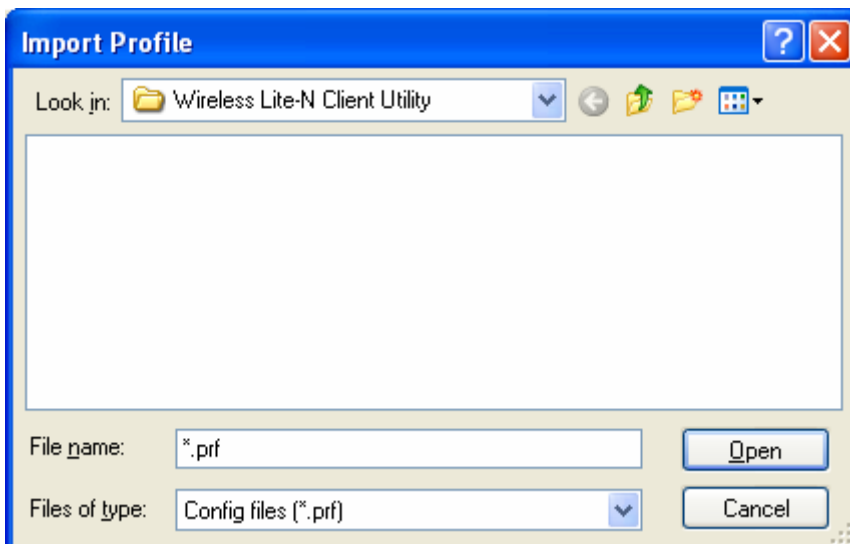 Import Profile
Look in: Wireless Lite-N Client Utility
File name: *.prf Open
Files of type: Config files (*.prf) Cancel